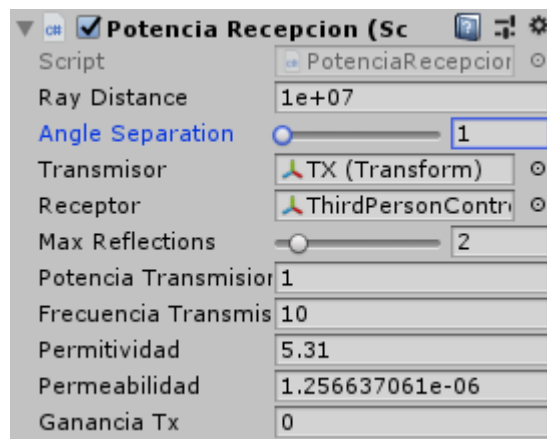 c# Potencia Recepcion (Sc
Script PotenciaRecepcior
Ray Distance 1e+07
Angle Separation 1
Transmisor TX (Transform)
Receptor ThirdPersonContr
Max Reflections 2
Potencia Transmision 1
Frecuencia Transmis 10
Permitividad 5.31
Permeabilidad 1.256637061e-06
Ganancia Tx 0